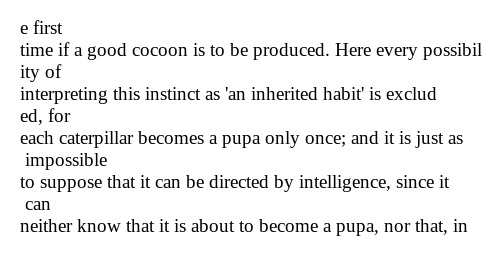 e first
time if a good cocoon is to be produced. Here every possibil
ity of
interpreting this instinct as 'an inherited habit' is exclud
ed, for
each caterpillar becomes a pupa only once; and it is just as
impossible
to suppose that it can be directed by intelligence, since it
can
neither know that it is about to become a pupa, nor that, in